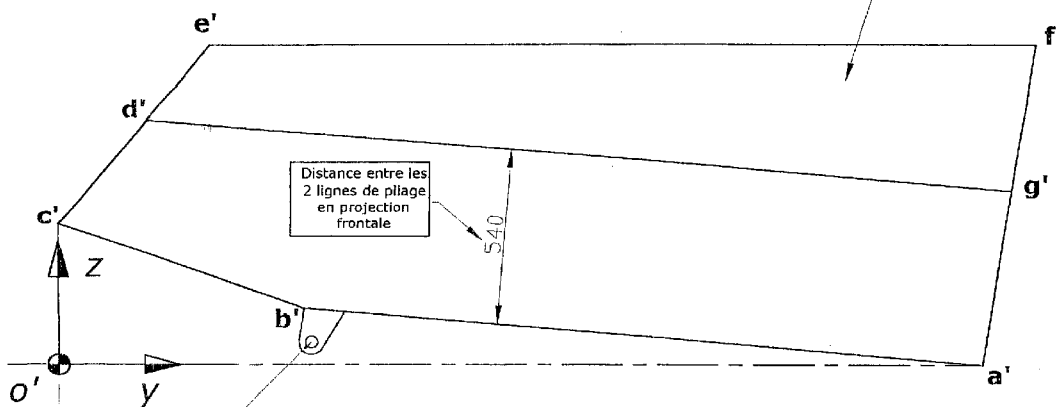 e'
f
d'
Distance entre les
2 lignes de pliage
en projection
frontale
540
g'
c'
z
b'
o'
y
a'